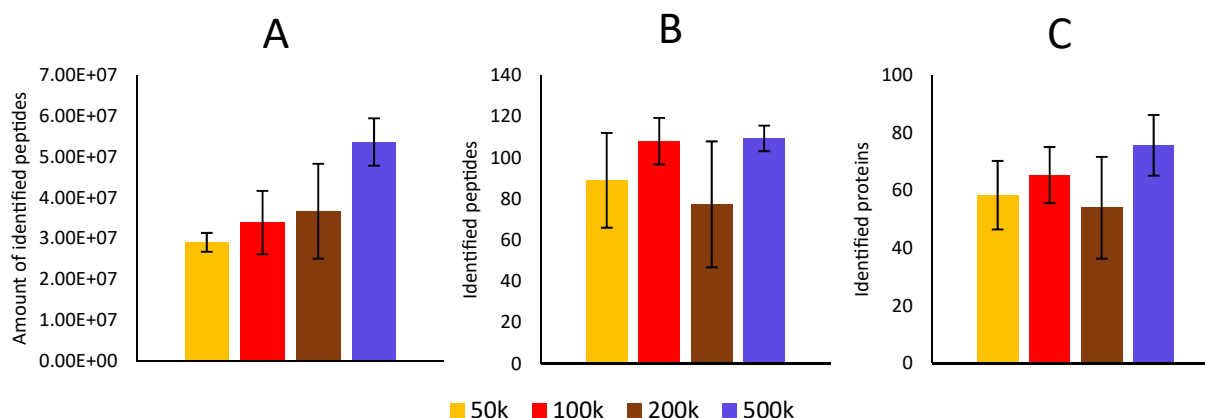 A
Amount of identified peptides
7.00E+07
6.00E+07
5.00E+07
4.00E+07
3.00E+07
2.00E+07
1.00E+07
0.00E+00
B
Identified peptides
140
120
100
80
60
40
20
0
C
Identified proteins
100
80
60
40
20
0
50k 100k 200k 500k